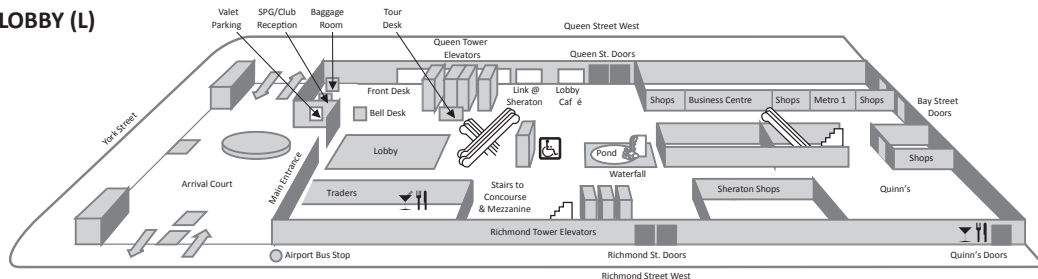 LOBBY (L)
Valet
Parking
SPG/Club
Reception
Baggage
Room
Tour
Desk
Queen Street West
Queen Tower
Elevators
Queen St. Doors
Front Desk
Link @
Sheraton
Lobby
Caf é
Bell Desk
Shops
Business Centre
Shops
Metro 1
Shops
Bay Street
Doors
York Street
Lobby
Pond
Waterfall
Shops
Arrival Court
Main Entrance
Traders
Stairs to
Concourse
& Mezzanine
Sheraton Shops
Quinn's
Richmond Tower Elevators
Airport Bus Stop
Richmond St. Doors
Quinn's Doors
Richmond Street West